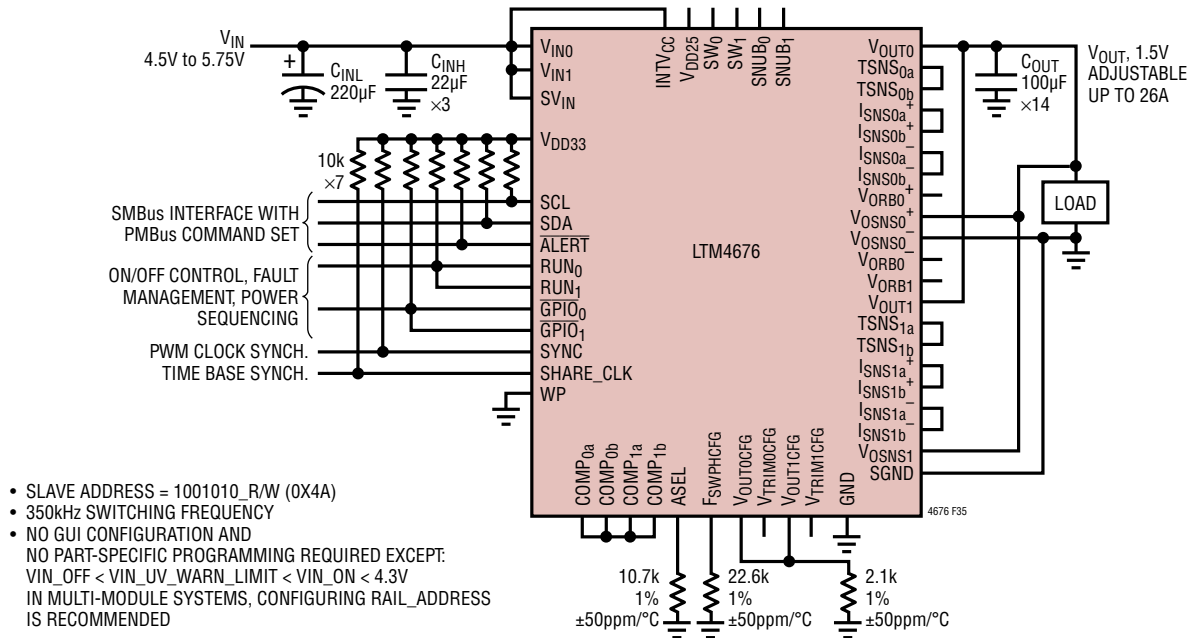 VIN
4.5V to 5.75V
+
CINL
220µF
CINH
22µF
×3
10k
×7
SMBus INTERFACE WITH
PMBus COMMAND SET
ON/OFF CONTROL, FAULT
MANAGEMENT, POWER
SEQUENCING
PWM CLOCK SYNCH.
TIME BASE SYNCH.
VIN0
VIN1
SVIN
VDD33
SCL
SDA
ALERT
RUN0
RUN1
GPIO0
GPIO1
SYNC
SHARE_CLK
WP
INTVCC
VDD25
SW0
SW1
SNUB0
SNUB1
LTM4676
VOUT0
TSNS0a
TSNS0b
ISNS0a+
ISNS0b+
ISNS0a–
ISNS0b–
VORB0+
VOSNS0+
VOSNS0–
VORB0–
VORB1
VOUT1
TSNS1a
TSNS1b
ISNS1a+
ISNS1b+
ISNS1a–
ISNS1b–
VOSNS1
SGND
COUT
100µF
×14
VOUT, 1.5V
ADJUSTABLE
UP TO 26A
LOAD
COMP0a
COMP0b
COMP1a
COMP1b
ASEL
FSWPHCFG
VOUT0CFG
VTRIM0CFG
VOUT1CFG
VTRIM1CFG
GND
4676 F35
10.7k
1%
±50ppm/°C
22.6k
1%
±50ppm/°C
2.1k
1%
±50ppm/°C
• SLAVE ADDRESS = 1001010_R/W (0X4A)
• 350kHz SWITCHING FREQUENCY
• NO GUI CONFIGURATION AND
NO PART-SPECIFIC PROGRAMMING REQUIRED EXCEPT:
VIN_OFF < VIN_UV_WARN_LIMIT < VIN_ON < 4.3V
IN MULTI-MODULE SYSTEMS, CONFIGURING RAIL_ADDRESS
IS RECOMMENDED